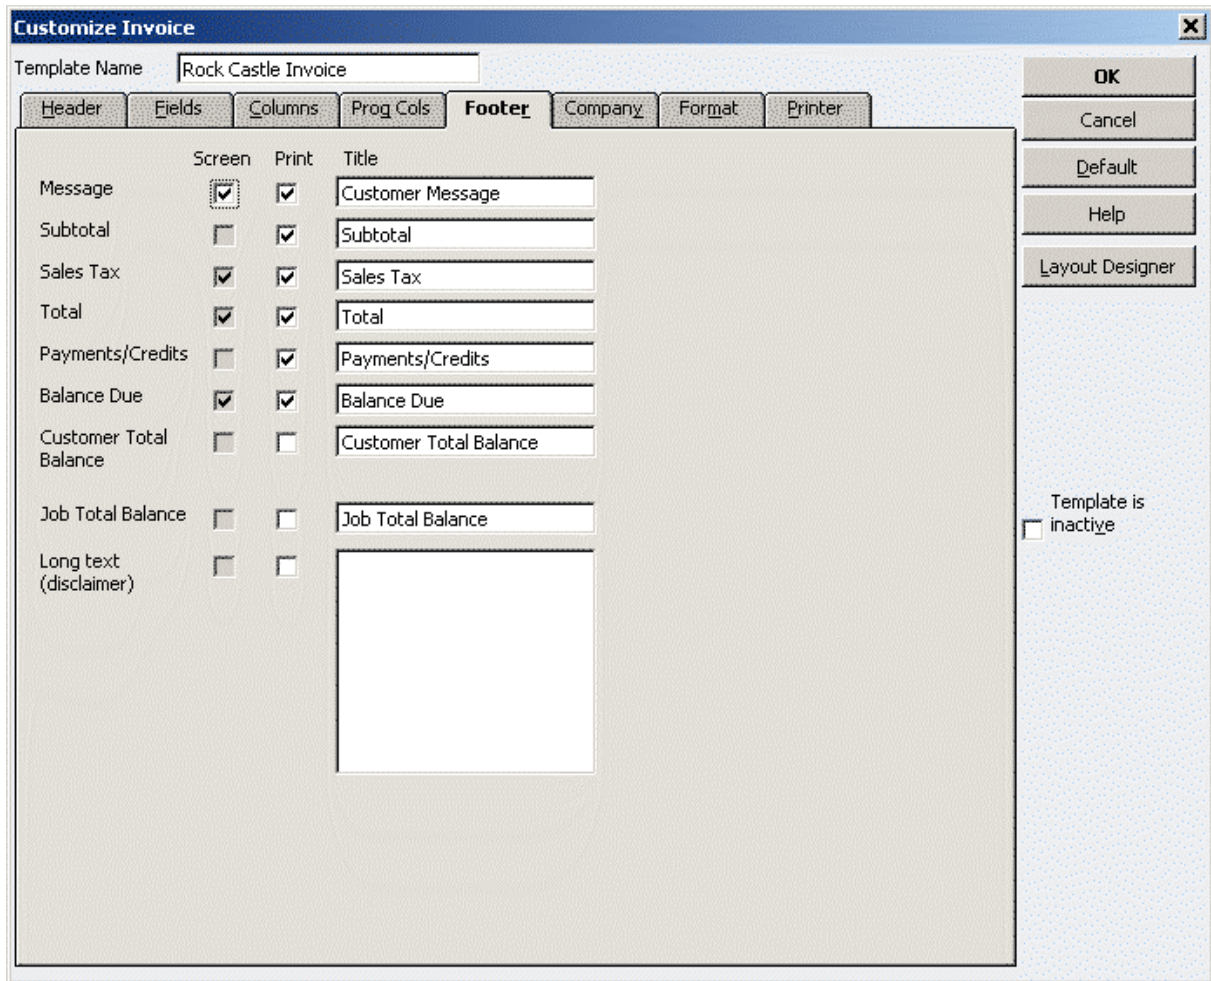 Customize Invoice
Template Name Rock Castle Invoice
OK
Cancel
Default
Help
Layout Designer
Header Fields Columns Prog Cols Footer Company Format Printer
Screen Print Title
Message Customer Message
Subtotal Subtotal
Sales Tax Sales Tax
Total Total
Payments/Credits Payments/Credits
Balance Due Balance Due
Customer Total Customer Total Balance
Balance
Job Total Balance Job Total Balance
Long text
(disclaimer)
Template is
inactive